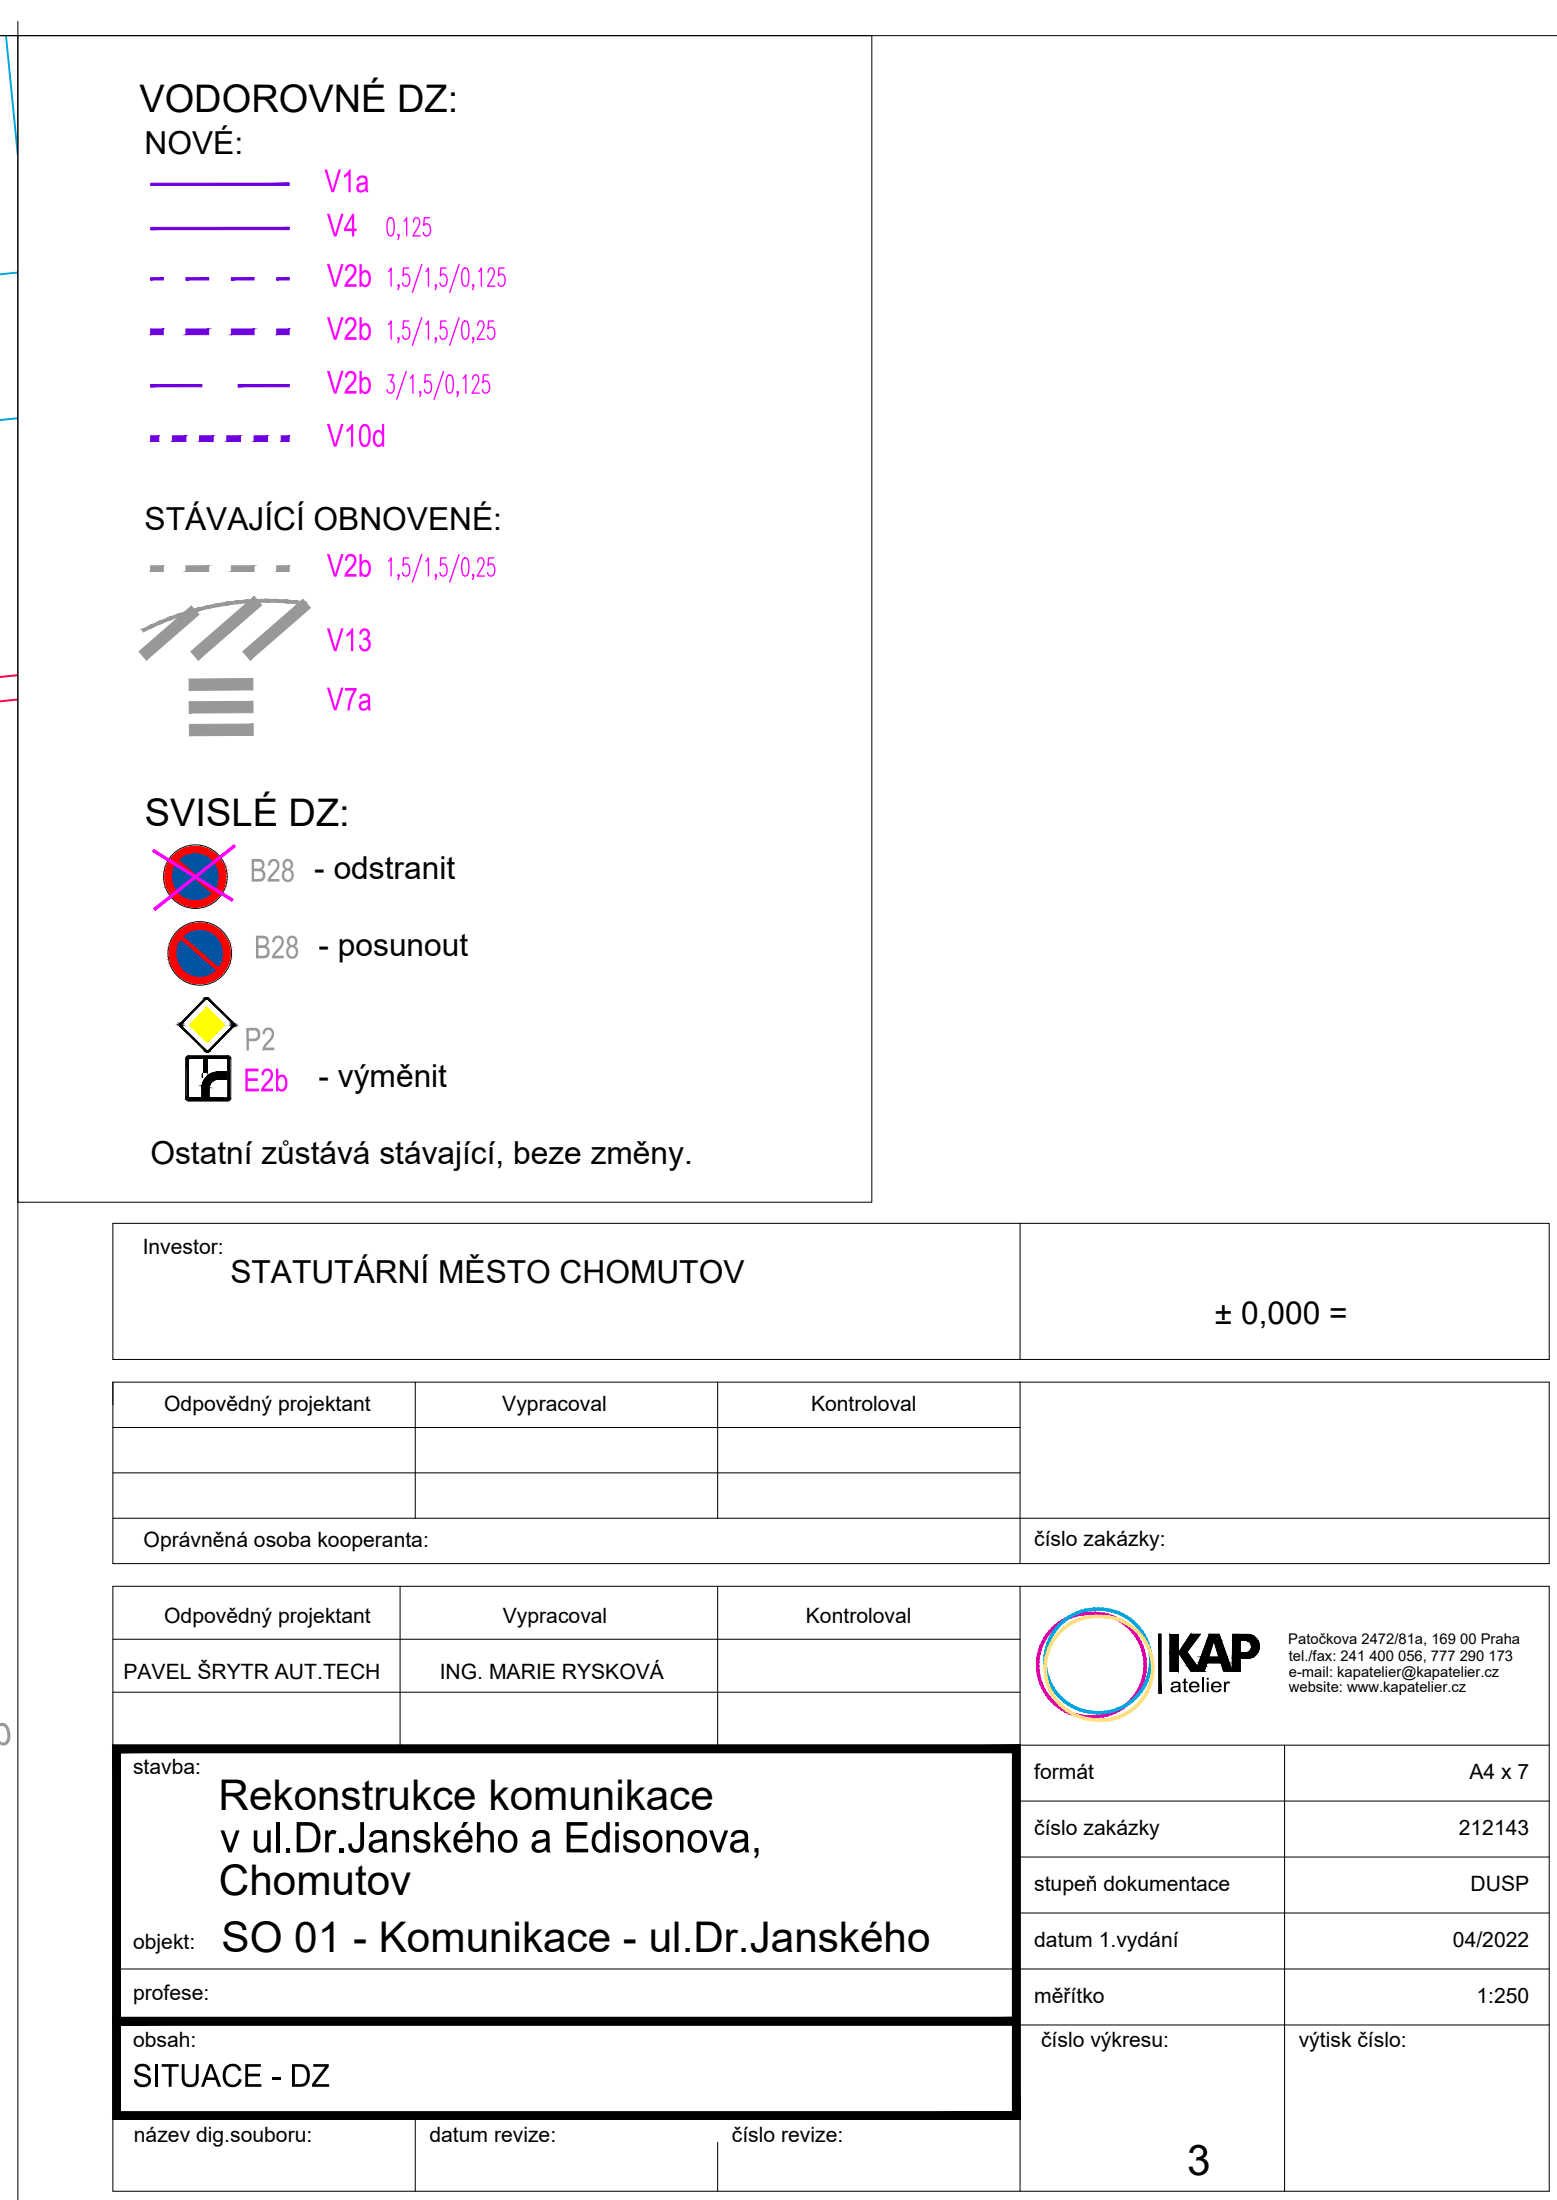 VODOROVNÉ DZ:
NOVÉ:
V1a
V4 0,125
V2b 1,5/1,5/0,125
V2b 1,5/1,5/0,25
V2b 3/1,5/0,125
V10d
STÁVAJÍCÍ OBNOVENÉ:
V2b 1,5/1,5/0,25
V13
V7a
SVISLÉ DZ:
B28 - odstranit
B28 - posunout
P2
E2b - výměnit
Ostatní zůstává stávající, beze změny.
Investor:
STATUTÁRNÍ MĚSTO CHOMUTOV
± 0,000 =
Odpovědný projektant Vypracoval Kontroloval
Oprávněná osoba kooperanta: číslo zakázky:
Odpovědný projektant Vypracoval Kontroloval
PAVEL ŠRYTR AUT.TECH ING. MARIE RYSKOVÁ
KAP
atelier
Patočkova 2472/81a, 169 00 Praha
tel./fax: 241 400 056, 777 290 173
e-mail: kapatelier@kapatelier.cz
website: www.kapatelier.cz
stavba:
Rekonstrukce komunikace
v ul.Dr.Janského a Edisonova,
Chomutov
objekt: SO 01 - Komunikace - ul.Dr.Janského
profese:
obsah:
SITUACE - DZ
název dig.souboru: datum revize: číslo revize:
formát A4 x 7
číslo zakázky 212143
stupeň dokumentace DUSP
datum 1.vydání 04/2022
měřítko 1:250
číslo výkresu: výtisk číslo:
3